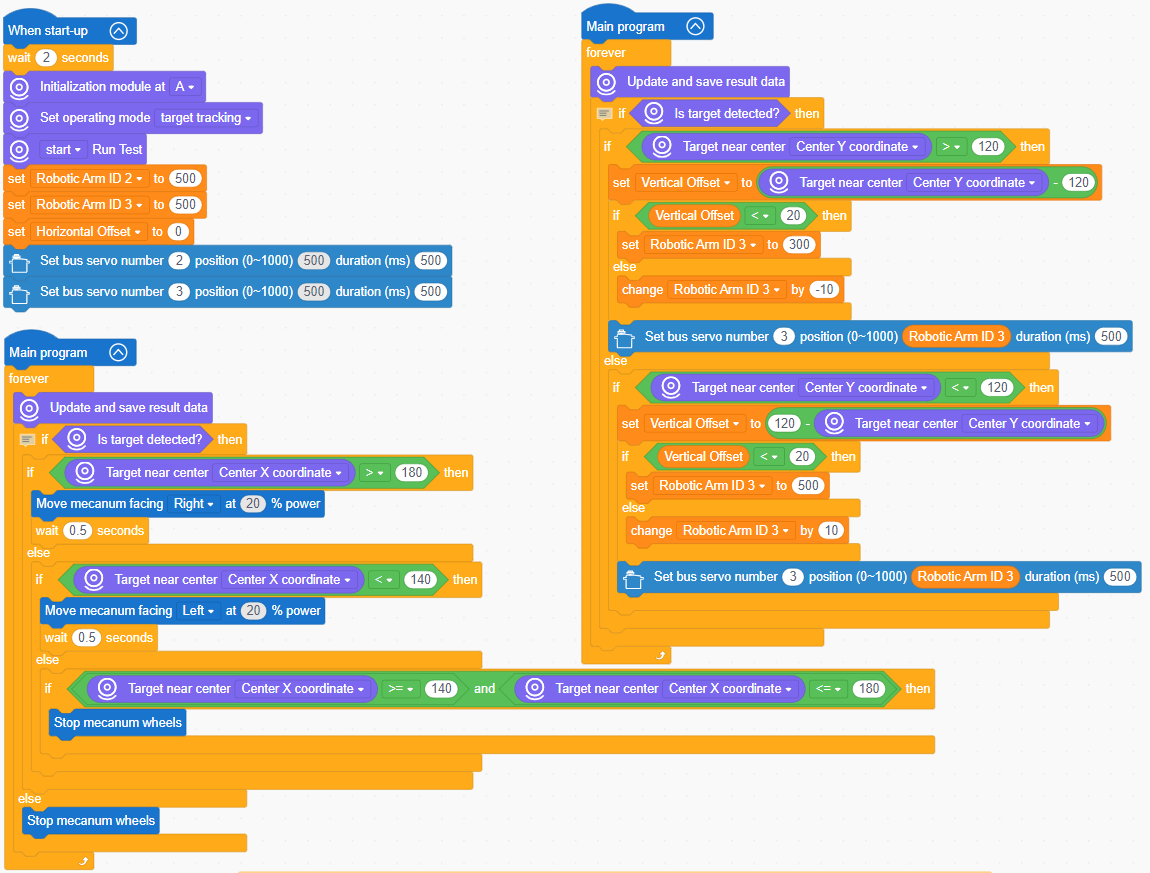 When start-up
wait 2 seconds
Initialization module at A
Set operating mode target tracking
start Run Test
set Robotic Arm ID 2 to 500
set Robotic Arm ID 3 to 500
set Horizontal Offset to 0
Set bus servo number 2 position (0~1000) 500 duration (ms) 500
Set bus servo number 3 position (0~1000) 500 duration (ms) 500
Main program
forever
Update and save result data
if Is target detected? then
if Target near center Center X coordinate > 180 then
Move mecanum facing Right at 20 % power
wait 0.5 seconds
else
if Target near center Center X coordinate < 140 then
Move mecanum facing Left at 20 % power
wait 0.5 seconds
else
if Target near center Center X coordinate >= 140 and Target near center Center X coordinate <= 180 then
Stop mecanum wheels
else
Stop mecanum wheels
Main program
forever
Update and save result data
if Is target detected? then
if Target near center Center Y coordinate > 120 then
set Vertical Offset to Target near center Center Y coordinate - 120
if Vertical Offset < 20 then
set Robotic Arm ID 3 to 300
else
change Robotic Arm ID 3 by -10
Set bus servo number 3 position (0~1000) Robotic Arm ID 3 duration (ms) 500
else
if Target near center Center Y coordinate < 120 then
set Vertical Offset to 120 - Target near center Center Y coordinate
if Vertical Offset < 20 then
set Robotic Arm ID 3 to 500
else
change Robotic Arm ID 3 by 10
Set bus servo number 3 position (0~1000) Robotic Arm ID 3 duration (ms) 500